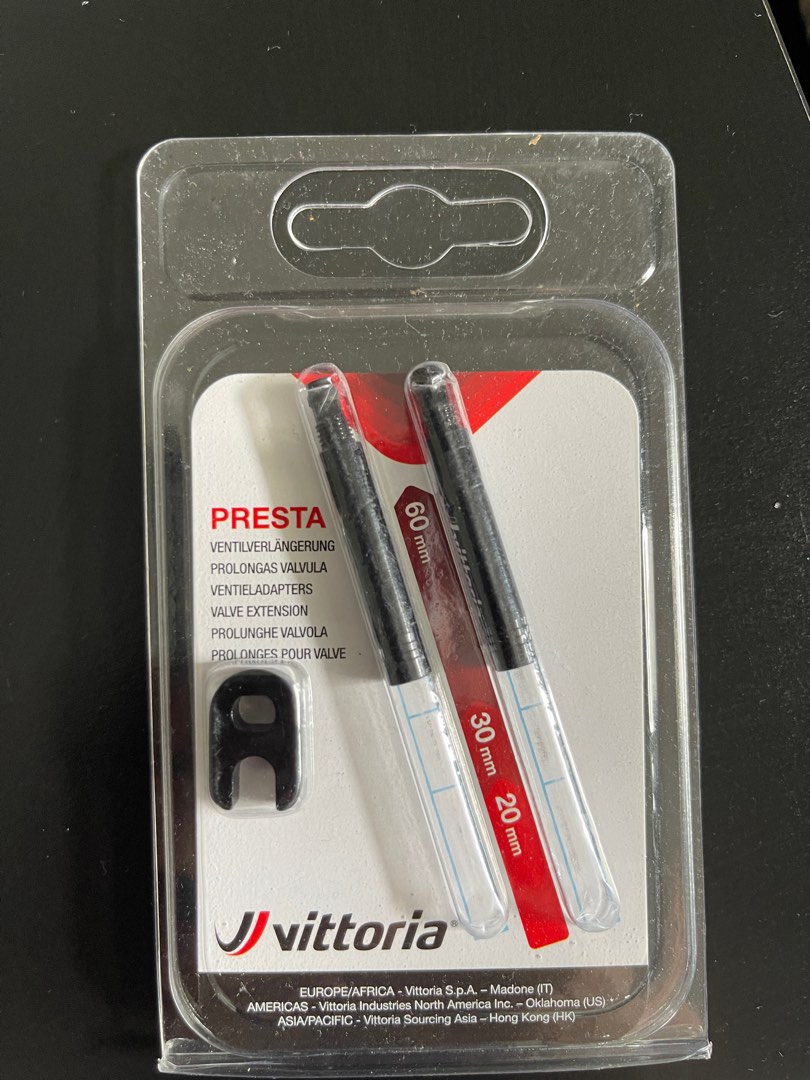 PRESTA
VENTILVERLÄNGERUNG
PROLONGAS VALVULA
VENTIELADAPTERS
VALVE EXTENSION
PROLUNGHE VALVOLA
PROLONGES POUR VALVE
60 mm
vittoria
30 mm
20 mm
vittoria®
EUROPE/AFRICA - Vittoria S.p.A. – Madone (IT)
AMERICAS - Vittoria Industries North America Inc. – Oklahoma (US)
ASIA/PACIFIC - Vittoria Sourcing Asia – Hong Kong (HK)